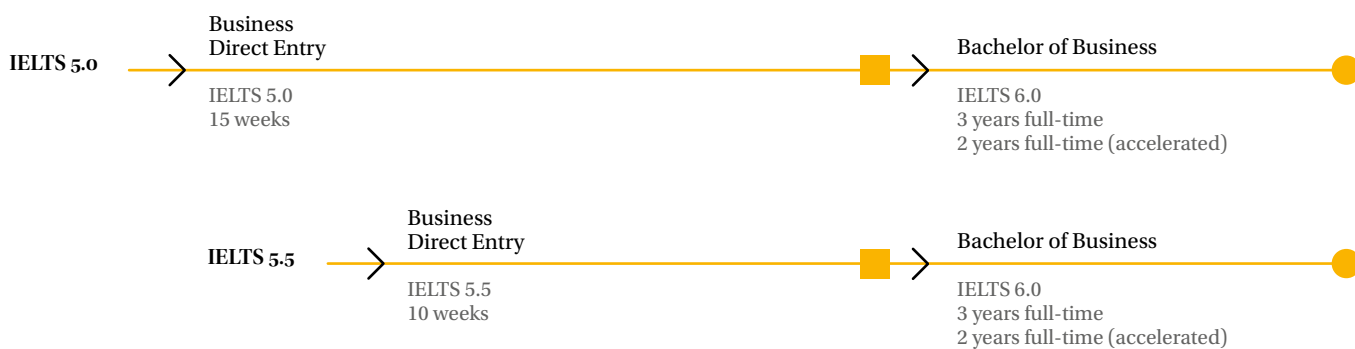 IELTS 5.0
Business
Direct Entry
IELTS 5.0
15 weeks
Bachelor of Business
IELTS 6.0
3 years full-time
2 years full-time (accelerated)
IELTS 5.5
Business
Direct Entry
IELTS 5.5
10 weeks
Bachelor of Business
IELTS 6.0
3 years full-time
2 years full-time (accelerated)